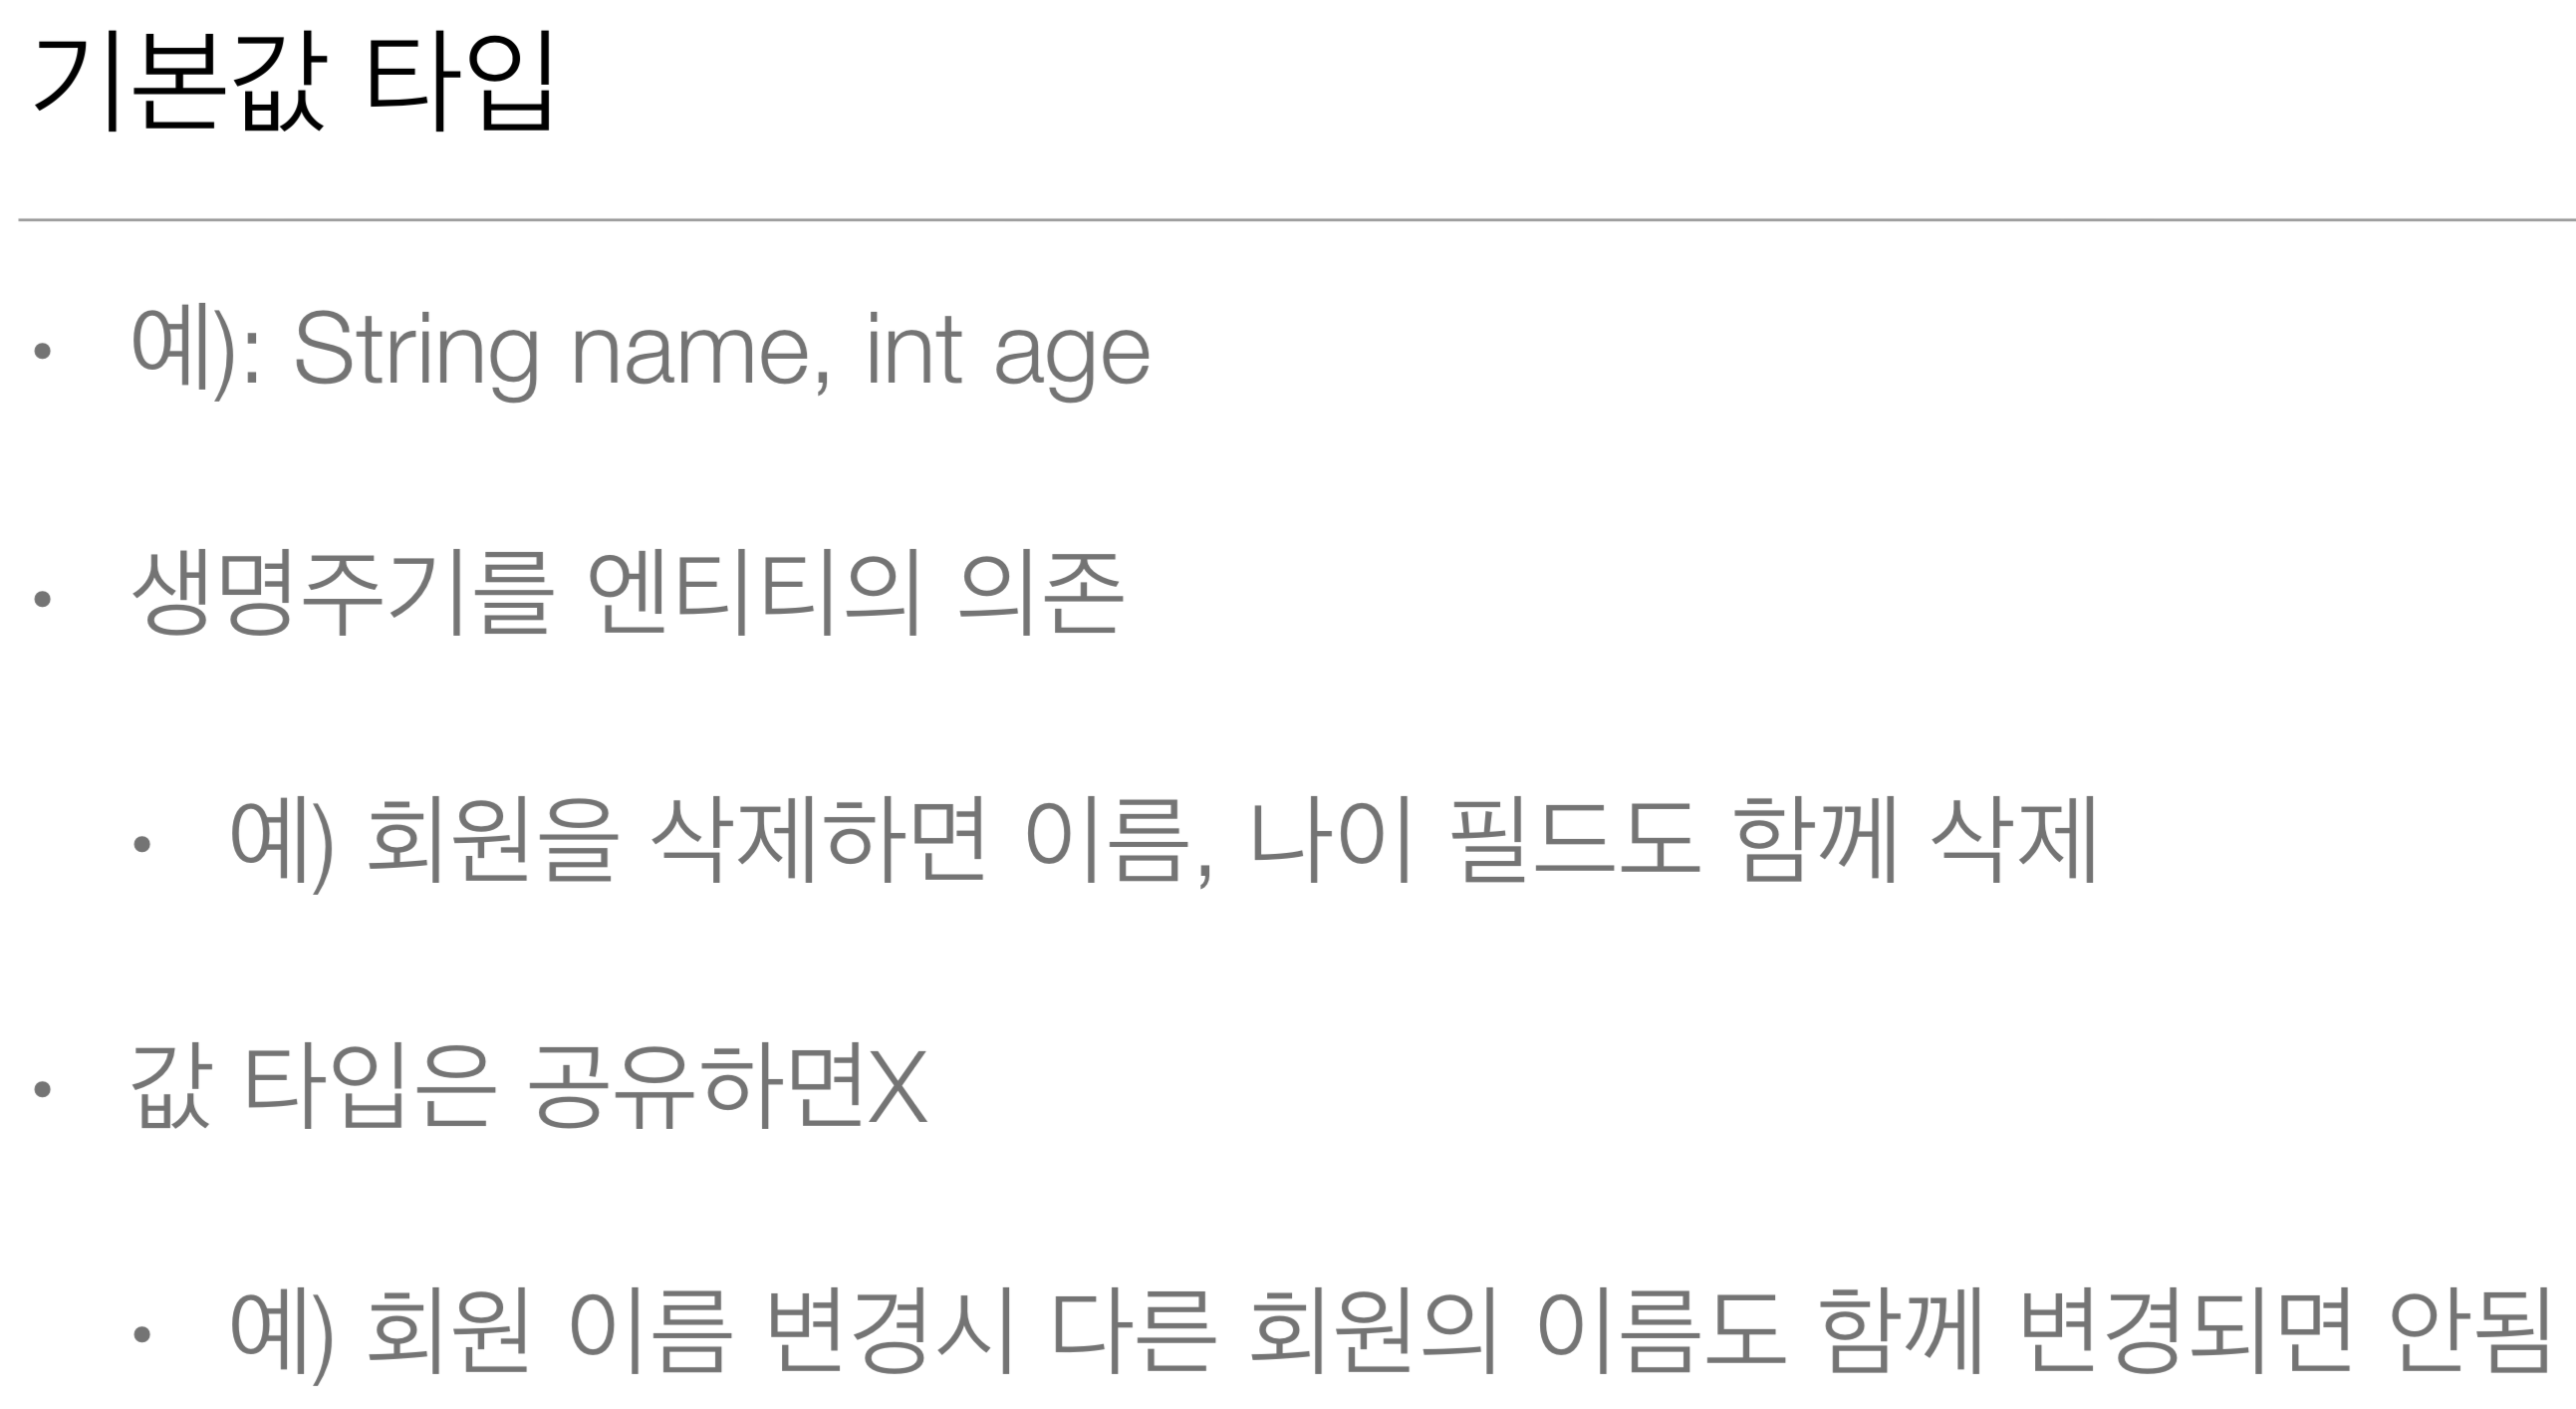 기본값 타입
• 예): String name, int age
• 생명주기를 엔티티의 의존
• 예) 회원을 삭제하면 이름, 나이 필드도 함께 삭제
• 값 타입은 공유하면X
• 예) 회원 이름 변경시 다른 회원의 이름도 함께 변경되면 안됨